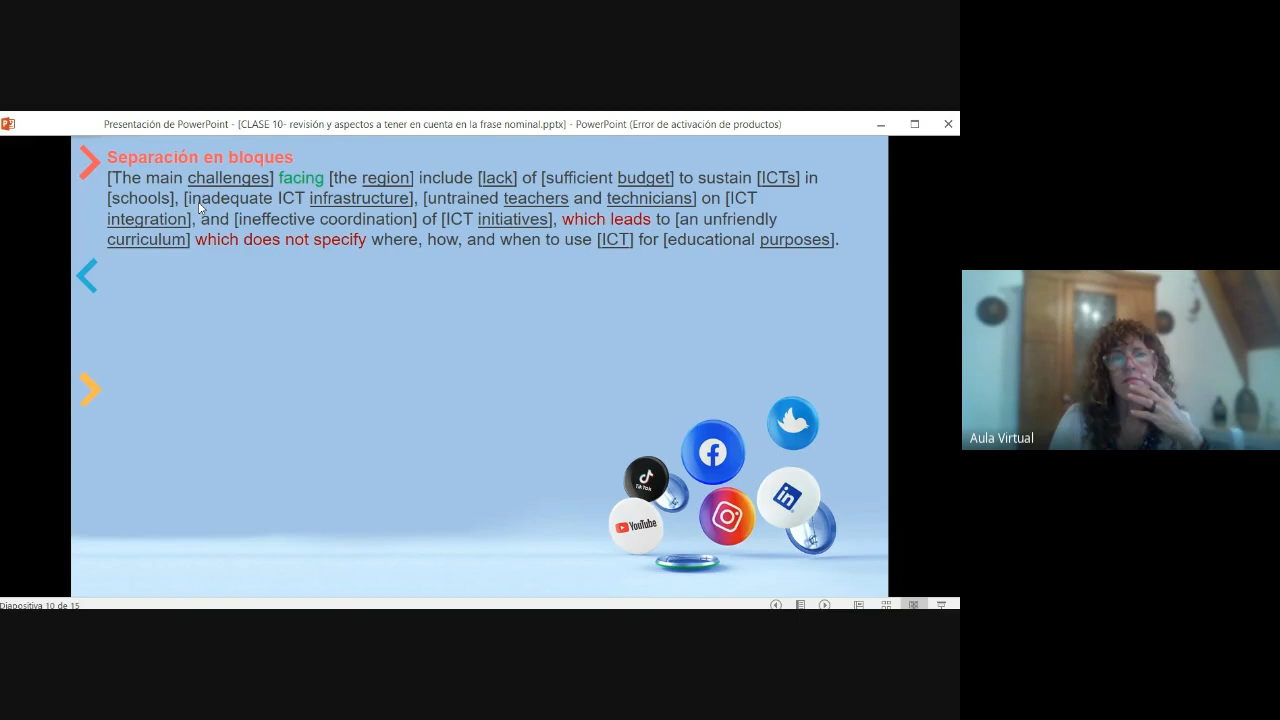 Presentación de PowerPoint - [CLASE 10- revisión y aspectos a tener en cuenta en la frase nominal.pptx] - PowerPoint (Error de activación de productos)
Separación en bloques
[The main challenges] facing [the region] include [lack] of [sufficient budget] to sustain [ICTs] in
[schools], [inadequate ICT infrastructure], [untrained teachers and technicians] on [ICT
integration], and [ineffective coordination] of [ICT initiatives], which leads to [an unfriendly
curriculum] which does not specify where, how, and when to use [ICT] for [educational purposes].
TikTok
YouTube
in
Aula Virtual
Diapositiva 10 de 15